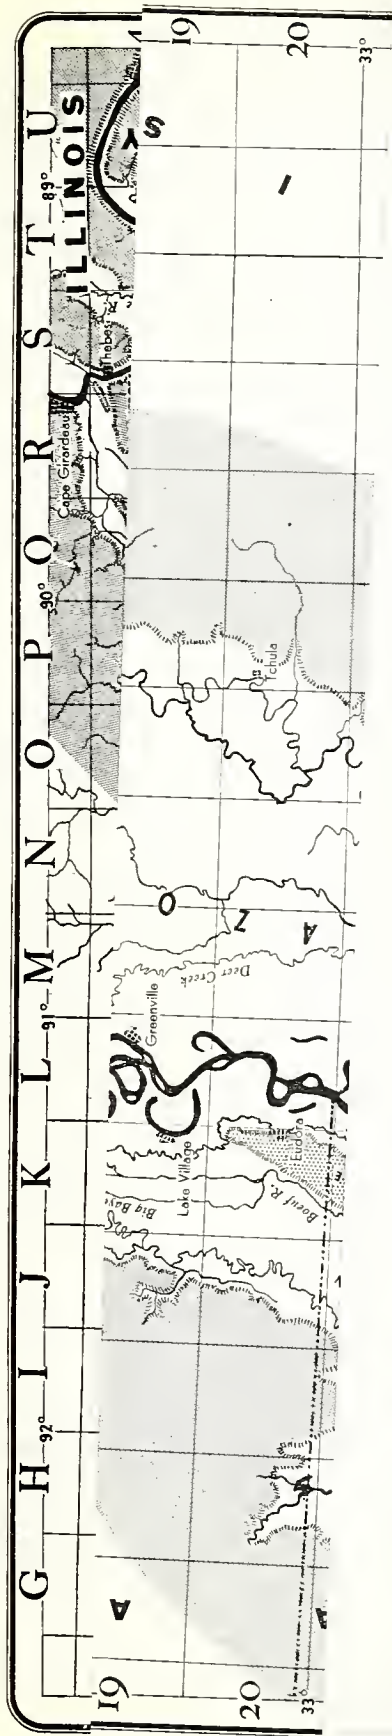 G H I J K L M N O P Q R S T U
92° 91° 90° 89°
ILLINOIS
Cape Girardeau
Thebes
19
19
20
20
33°
33°
S
A
Greenville
Deer Creek
Lake Village
Big Bayou
Boeuf R
Eudora
Tchula
O
Z
A
A